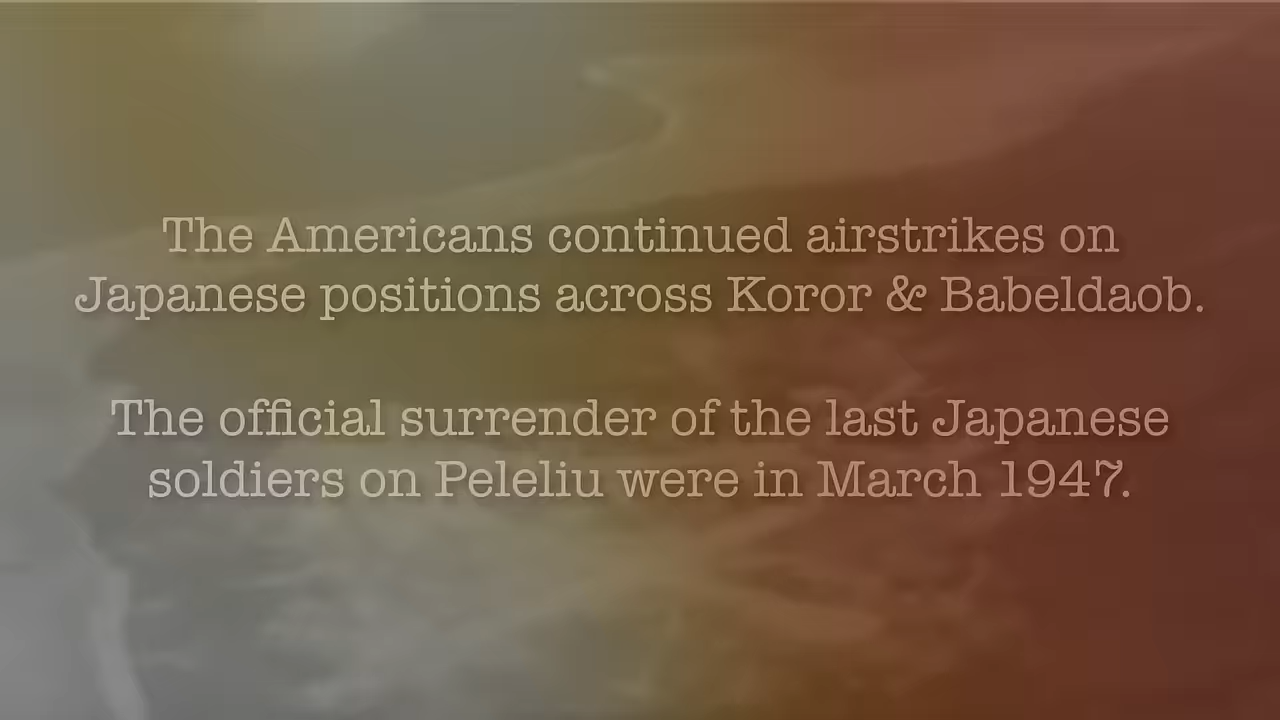 The Americans continued airstrikes on
Japanese positions across Koror & Babeldaob.
The official surrender of the last Japanese
soldiers on Peleliu were in March 1947.